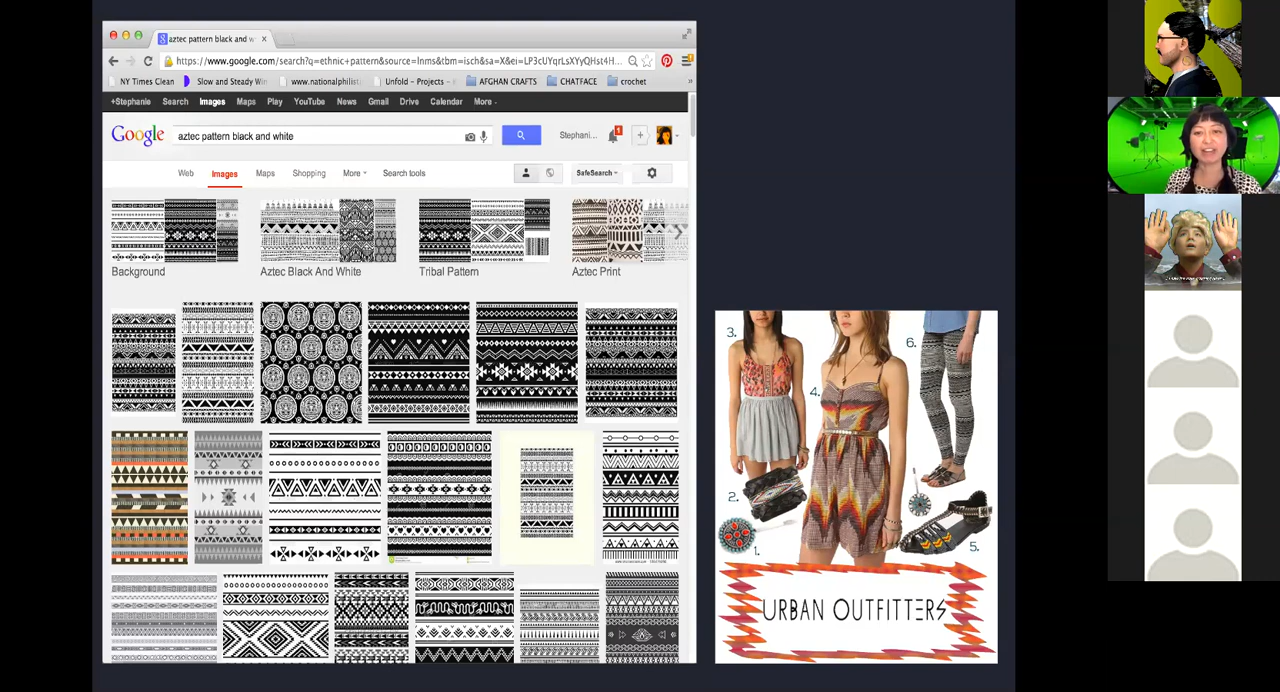 aztec pattern black and w
https://www.google.com/search?q=ethnic+pattern&source=lnms&tbm=isch&sa=X&ei=LP3cUYqrLsXYyQHst4H...
NY Times Clean
Slow and Steady Win
www.nationalphilist
Unfold - Projects -
AFGHAN CRAFTS
CHATFACE
crochet
+Stephanie Search Images Maps Play YouTube News Gmail Drive Calendar More
Google
aztec pattern black and white
Stephani...
1
Web Images Maps Shopping More Search tools
SafeSearch
Background
Aztec Black And White
Tribal Pattern
Aztec Print
3.
4.
6.
2.
1.
5.
URBAN OUTFITTERS